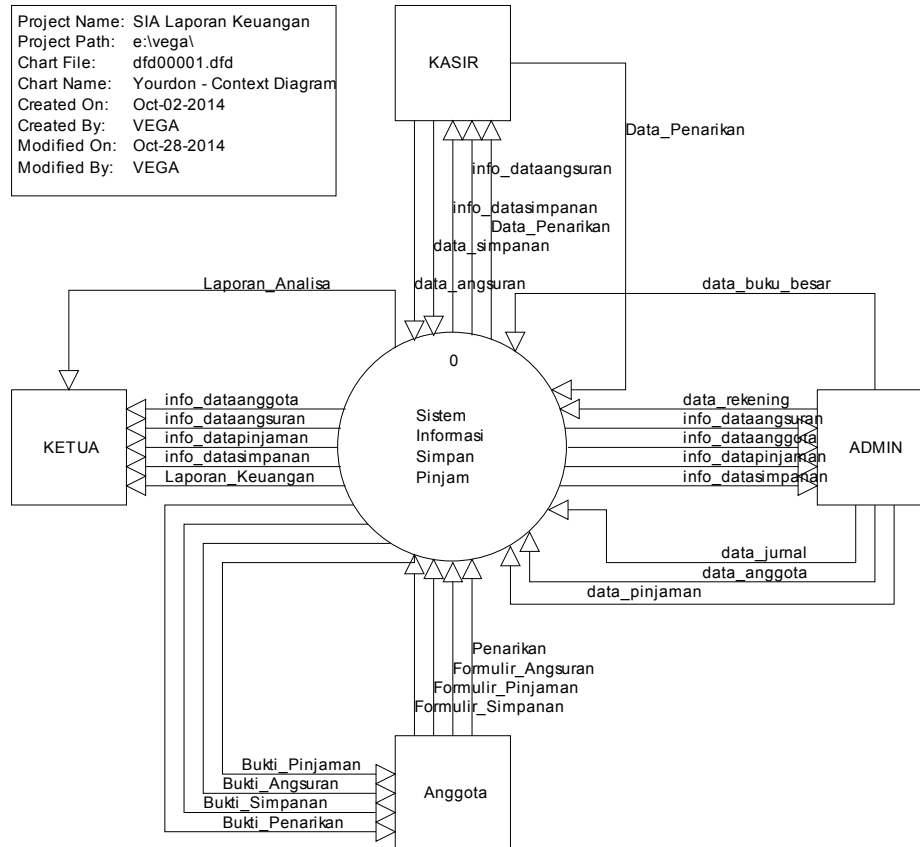 Project Name: SIA Laporan Keuangan
Project Path: e:\vega\
Chart File: dfd00001.dfd
Chart Name: Yourdon - Context Diagram
Created On: Oct-02-2014
Created By: VEGA
Modified On: Oct-28-2014
Modified By: VEGA
KASIR
Data_Penarikan
info_dataangsuran
info_datasimpanan
Data_Penarikan
data_simpanan
data_angsuran
Laporan_Analisa
data_buku_besar
0
Sistem
Informasi
Simpan
Pinjam
KETUA
info_dataanggota
info_dataangsuran
info_datapinjaman
info_datasimpanan
Laporan_Keuangan
data_rekening
info_dataangsuran
info_dataanggota
info_datapinjaman
info_datasimpanan
ADMIN
data_jurnal
data_anggota
data_pinjaman
Penarikan
Formulir_Angsuran
Formulir_Pinjaman
Formulir_Simpanan
Bukti_Pinjaman
Bukti_Angsuran
Bukti_Simpanan
Bukti_Penarikan
Anggota